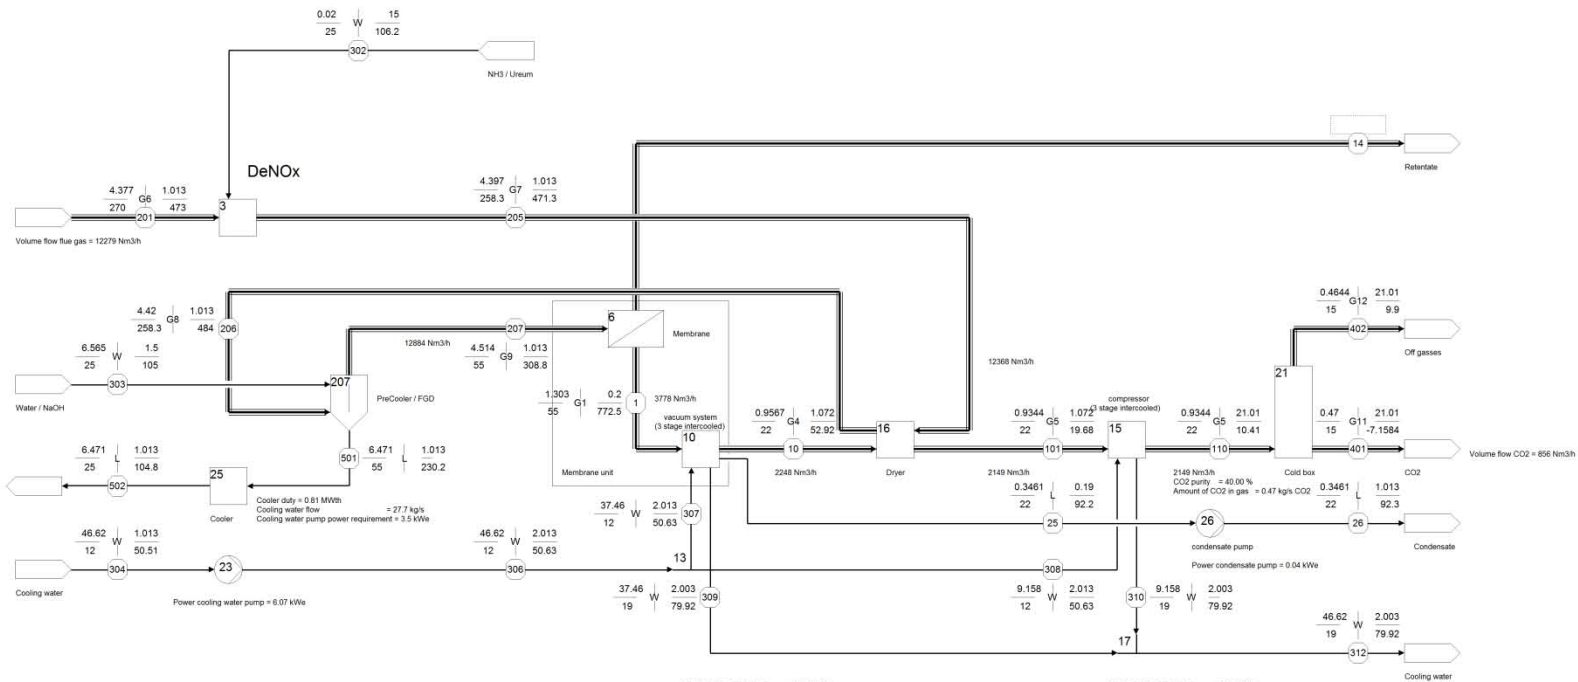 0.02 W 15
25 106.2
302
NH3 / Ureum
14
Retentate
DeNOx
4.377 G6 1.013
270 473
201
3
4.397 G7 1.013
258.3 471.3
205
Volume flow flue gas = 12279 Nm3/h
4.42 G8 1.013
258.3 484
206
6
Membrane
207
12884 Nm3/h
4.514 G9 1.013
55 308.8
12368 Nm3/h
0.4644 G12 21.01
15 9.9
402
Off gasses
6.565 W 1.5
25 105
303
Water / NaOH
207
PreCooler / FGD
1.303 G1 0.2
55 772.5
1
3778 Nm3/h
vacuum system
(3 stage intercooled)
10
0.9567 G4 1.072
22 52.92
10
2248 Nm3/h
16
Dryer
0.9344 G5 1.072
22 19.68
101
2149 Nm3/h
compressor
(3 stage intercooled)
15
0.9344 G5 21.01
22 10.41
110
2149 Nm3/h
CO2 purity = 40.00 %
Amount of CO2 in gas = 0.47 kg/s CO2
21
Cold box
0.47 G11 21.01
15 -7.1584
401
CO2
Volume flow CO2 = 856 Nm3/h
Membrane unit
6.471 L 1.013
25 104.8
502
25
Cooler
501
6.471 L 1.013
55 230.2
Cooler duty = 0.81 MWth
Cooling water flow = 27.7 kg/s
Cooling water pump power requirement = 3.5 kWe
37.46 W 2.013
12 50.63
307
0.3461 L 0.19
22 92.2
25
26
condensate pump
Power condensate pump = 0.04 kWe
0.3461 L 1.013
22 92.3
26
Condensate
46.62 W 1.013
12 50.51
304
Cooling water
23
Power cooling water pump = 6.07 kWe
46.62 W 2.013
12 50.63
306
13
308
37.46 W 2.003
19 79.92
309
9.158 W 2.013
12 50.63
310
9.158 W 2.003
19 79.92
17
46.62 W 2.003
19 79.92
312
Cooling water